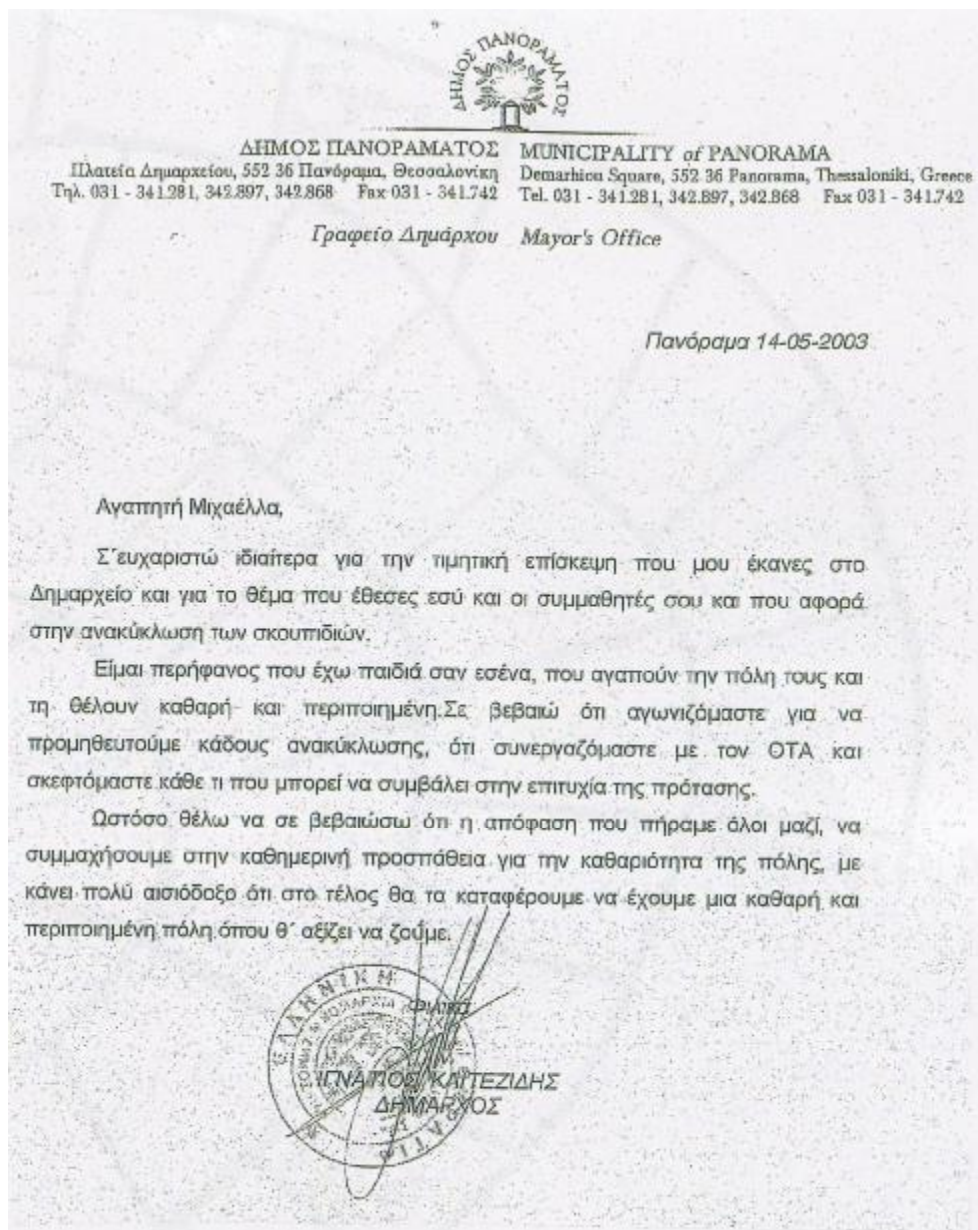 ΔΗΜΟΣ ΠΑΝΟΡΑΜΑΤΟΣ
ΔΗΜΟΣ ΠΑΝΟΡΑΜΑΤΟΣ MUNICIPALITY of PANORAMA
Πλατεία Δημαρχείου, 552 36 Πανόραμα, Θεσσαλονίκη Demarhiou Square, 552 36 Panorama, Thessaloniki, Greece
Τηλ. 031 - 341.281, 342.897, 342.868 Fax 031 - 341.742 Tel. 031 - 341.281, 342.897, 342.868 Fax 031 - 341.742
Γραφείο Δημάρχου Mayor's Office
Πανόραμα 14-05-2003
Αγαπητή Μιχαέλλα,
Σ΄ευχαριστώ ιδιαίτερα για την τιμητική επίσκεψη που μου έκανες στο
Δημαρχείο και για το θέμα που έθεσες εσύ και οι συμμαθητές σου και που αφορά
στην ανακύκλωση των σκουπιδιών.
Είμαι περήφανος που έχω παιδιά σαν εσένα, που αγαπούν την πόλη τους και
τη θέλουν καθαρή και περιποιημένη.Σε βεβαιώ ότι αγωνιζόμαστε για να
προμηθευτούμε κάδους ανακύκλωσης, ότι συνεργαζόμαστε με τον ΟΤΑ και
σκεφτόμαστε κάθε τι που μπορεί να συμβάλει στην επιτυχία της πρότασης.
Ωστόσο θέλω να σε βεβαιώσω ότι η απόφαση που πήραμε όλοι μαζί, να
συμμαχήσουμε στην καθημερινή προσπάθεια για την καθαριότητα της πόλης, με
κάνει πολύ αισιόδοξο ότι στο τέλος θα τα καταφέρουμε να έχουμε μια καθαρή και
περιποιημένη πόλη όπου θ΄ αξίζει να ζούμε.
Φιλικά
ΙΓΝΑΤΙΟΣ ΚΑΙΤΕΖΙΔΗΣ
ΔΗΜΑΡΧΟΣ
ΕΛΛΗΝΙΚΗ